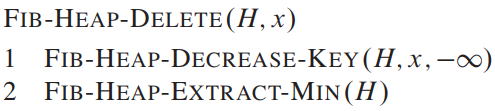 FIB-HEAP-DELETE(H, x)
1 FIB-HEAP-DECREASE-KEY(H, x, −∞)
2 FIB-HEAP-EXTRACT-MIN(H)